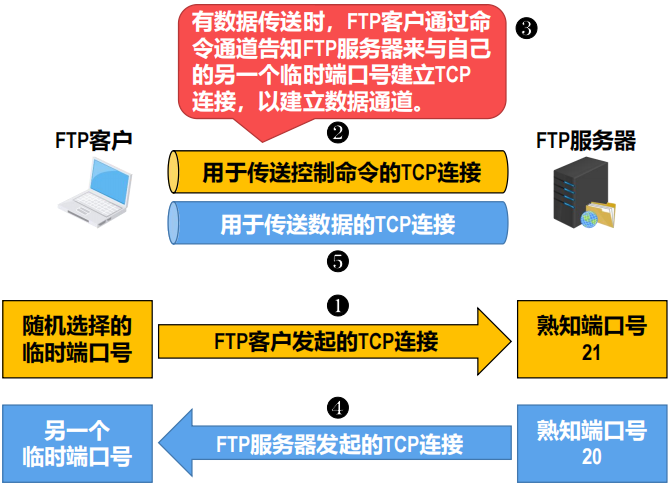 有数据传送时，FTP客户通过命
令通道告知FTP服务器来与自己
的另一个临时端口号建立TCP
连接，以建立数据通道。
❸
❷
FTP客户
FTP服务器
用于传送控制命令的TCP连接
用于传送数据的TCP连接
❺
❶
随机选择的
临时端口号
FTP客户发起的TCP连接
熟知端口号
21
❹
另一个
临时端口号
FTP服务器发起的TCP连接
熟知端口号
20